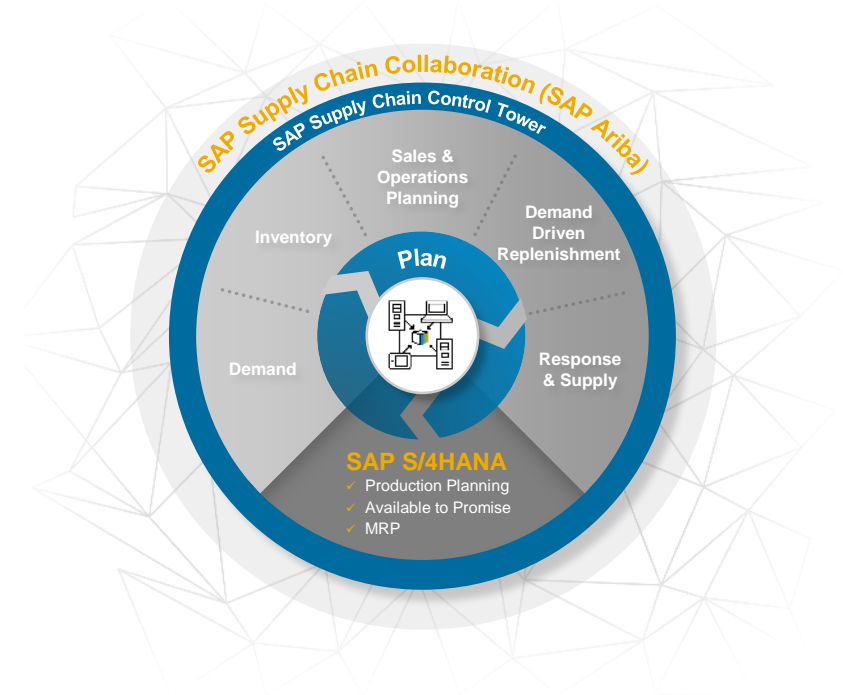 SAP Supply Chain Collaboration (SAP Ariba)
SAP Supply Chain Control Tower
Sales &
Operations
Planning
Demand
Driven
Replenishment
Inventory
Plan
Demand
Response
& Supply
SAP S/4HANA
✓ Production Planning
✓ Available to Promise
✓ MRP